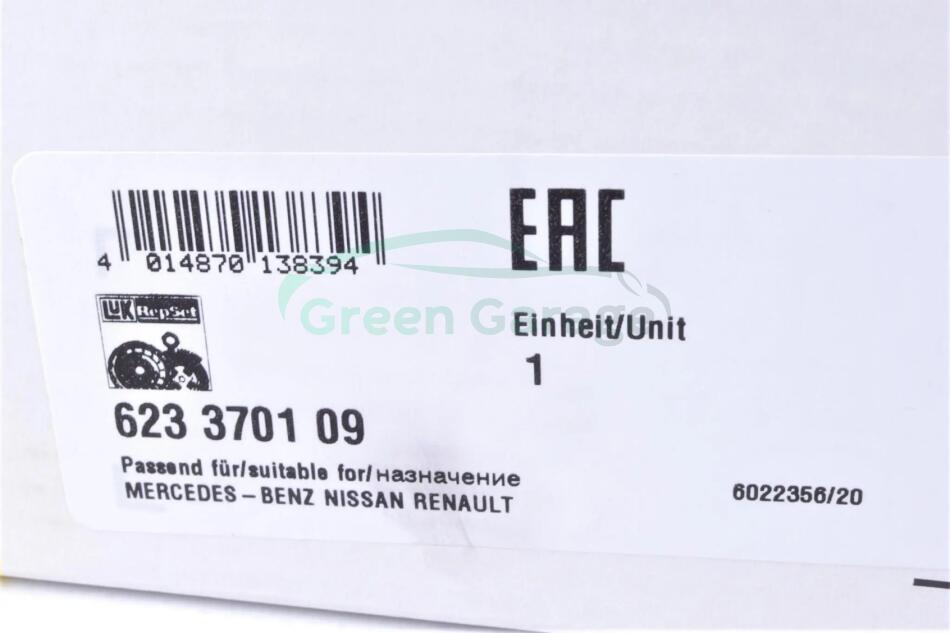 4 014870 138394
EAC
LUK RepSet
Green Garage
Einheit/Unit
1
623 3701 09
Passend für/suitable for/назначение
MERCEDES-BENZ NISSAN RENAULT
6022356/20